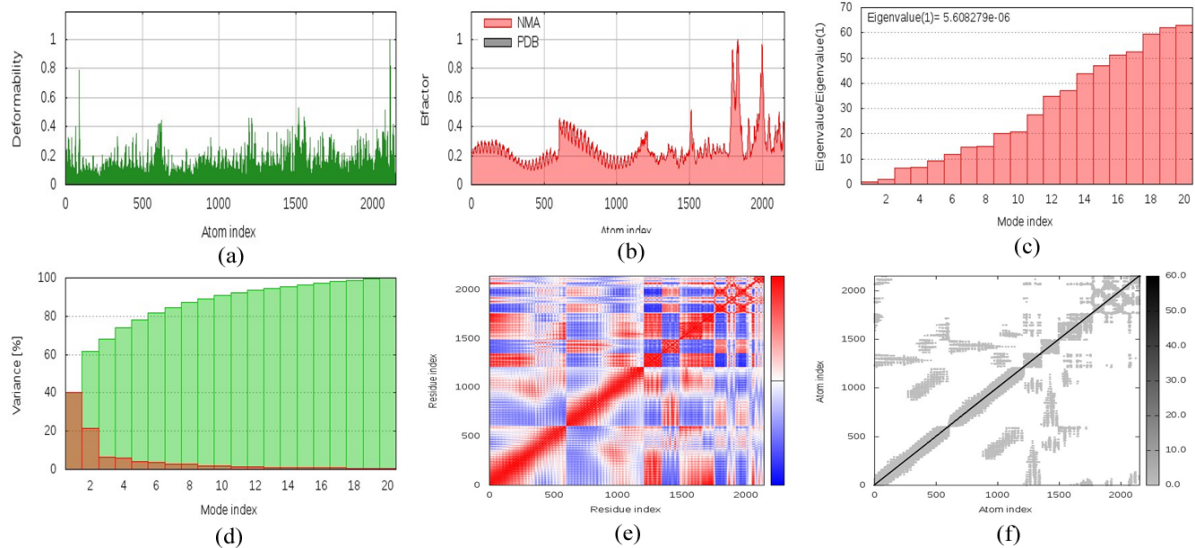 Deformability
1
0.8
0.6
0.4
0.2
0
0 500 1000 1500 2000
Atom index
(a)
Bfactor
NMA
PDB
1
0.8
0.6
0.4
0.2
0
0 500 1000 1500 2000
Atom index
(b)
Eigenvalue/Eigenvalue(1)
Eigenvalue(1)= 5.608279e-06
70
60
50
40
30
20
10
0
2 4 6 8 10 12 14 16 18 20
Mode index
(c)
Variance [%]
100
80
60
40
20
0
2 4 6 8 10 12 14 16 18 20
Mode index
(d)
Residue index
2000
1500
1000
500
0
0 500 1000 1500 2000
Residue index
(e)
Atom index
2000
1500
1000
500
0
0 500 1000 1500 2000
Atom index
60.0
50.0
40.0
30.0
20.0
10.0
0.0
(f)